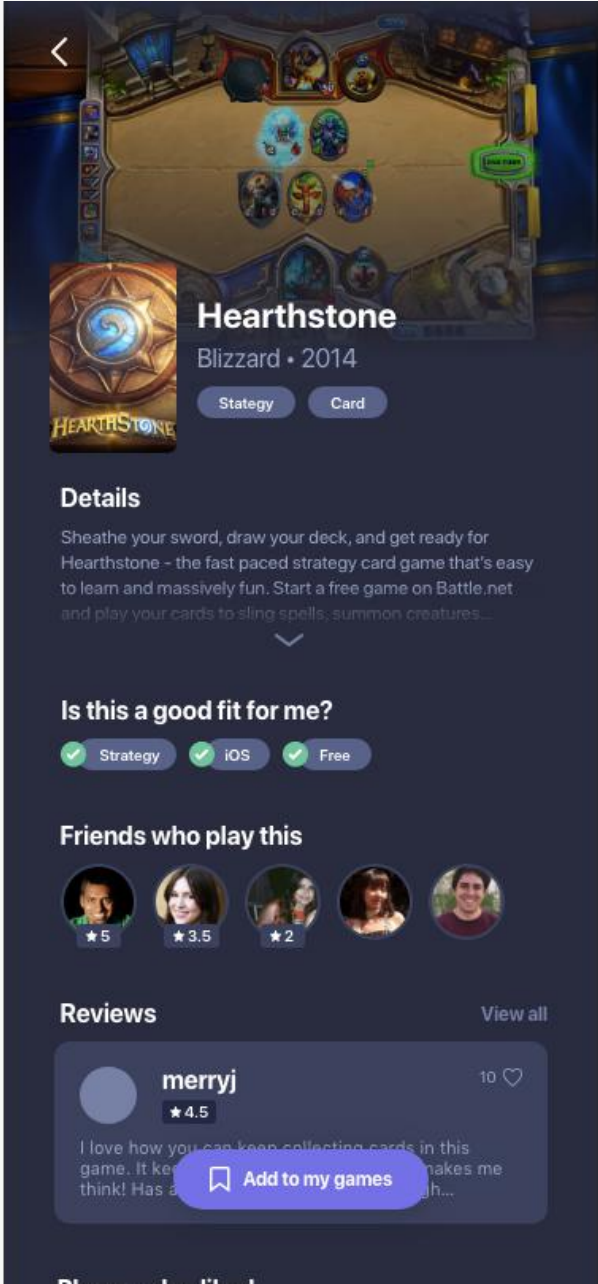 HEARTHSTONE
Hearthstone
Blizzard • 2014
Stategy
Card
Details
Sheathe your sword, draw your deck, and get ready for
Hearthstone - the fast paced strategy card game that's easy
to learn and massively fun. Start a free game on Battle.net
and play your cards to sling spells, summon creatures...
Is this a good fit for me?
Strategy
iOS
Free
Friends who play this
★5
★3.5
★2
Reviews
View all
merryj
10
★4.5
I love how you can keep collecting cards in this
game. It me
think! Has
Add to my games